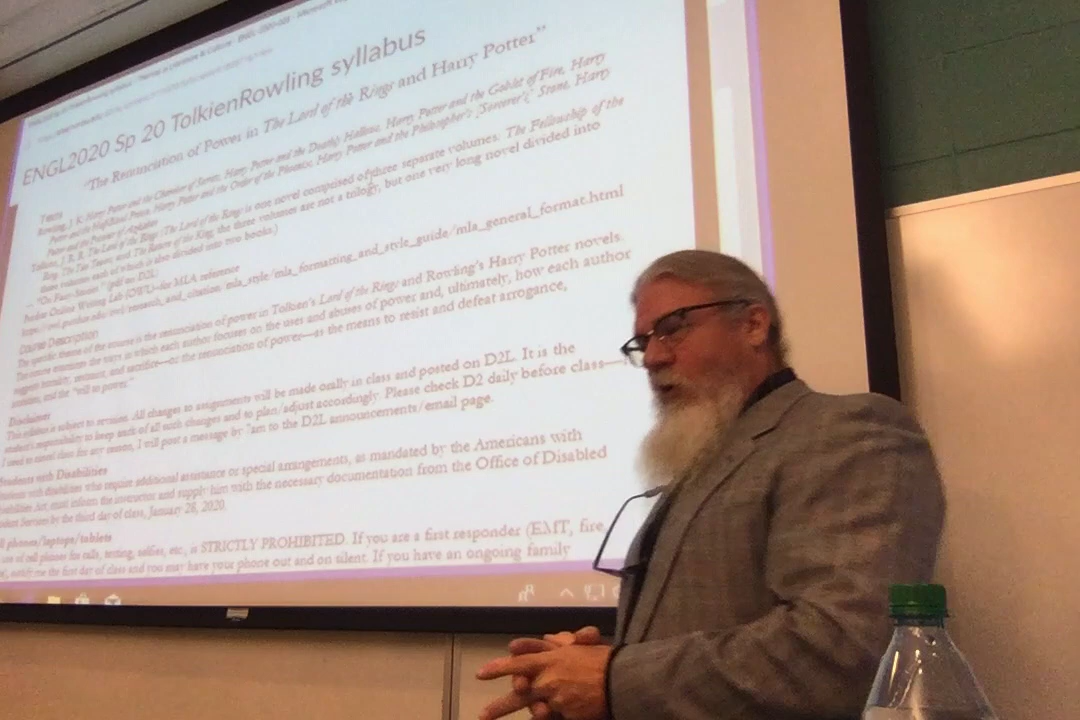 ENGL2020 Sp 20 TolkienRowling syllabus
"The Renunciation of Power in The Lord of the Rings and Harry Potter"
Texts
Rowling, J. K. Harry Potter and the Chamber of Secrets, Harry Potter and the Deathly Hallows, Harry Potter and the Goblet of Fire, Harry
Potter and the Half-Blood Prince, Harry Potter and the Order of the Phoenix, Harry Potter and the Philosopher's [Sorcerer's] Stone, Harry
Potter and the Prisoner of Azkaban
Tolkien, J. R. R. The Lord of the Rings (The Lord of the Rings is one novel comprised of three separate volumes: The Fellowship of the
Ring, The Two Towers, and The Return of the King; the three volumes are not a trilogy, but one very long novel divided into
three volumes each of which is also divided into two books.)
"On Fairy-Stories" (pdf on D2L)
Purdue Online Writing Lab (OWL)--for MLA reference
https://owl.purdue.edu/owl/research_and_citation/mla_style/mla_formatting_and_style_guide/mla_general_format.html
Course Description
The specific theme of the course is the renunciation of power in Tolkien's Lord of the Rings and Rowling's Harry Potter novels.
The course examines the ways in which each author focuses on the uses and abuses of power and, ultimately, how each author
suggests humility, restraint, and sacrifice—or the renunciation of power—as the means to resist and defeat arrogance,
and the "will to power."
Disclaimer
This syllabus is subject to revision. All changes to assignments will be made orally in class and posted on D2L. It is the
student's responsibility to keep track of all such changes and to plan/adjust accordingly. Please check D2 daily before class—
I need to cancel class for any reason, I will post a message by 7am to the D2L announcements/email page.
Students with Disabilities
Students with disabilities who require additional assistance or special arrangements, as mandated by the Americans with
Disabilities Act, must inform the instructor and supply him with the necessary documentation from the Office of Disabled
Student Services by the third day of class, January 28, 2020.
phones/laptops/tablets
use of cell phones for calls, texting, selfies, etc., is STRICTLY PROHIBITED. If you are a first responder (EMT, fire,
notify me the first day of class and you may have your phone out and on silent. If you have an ongoing family